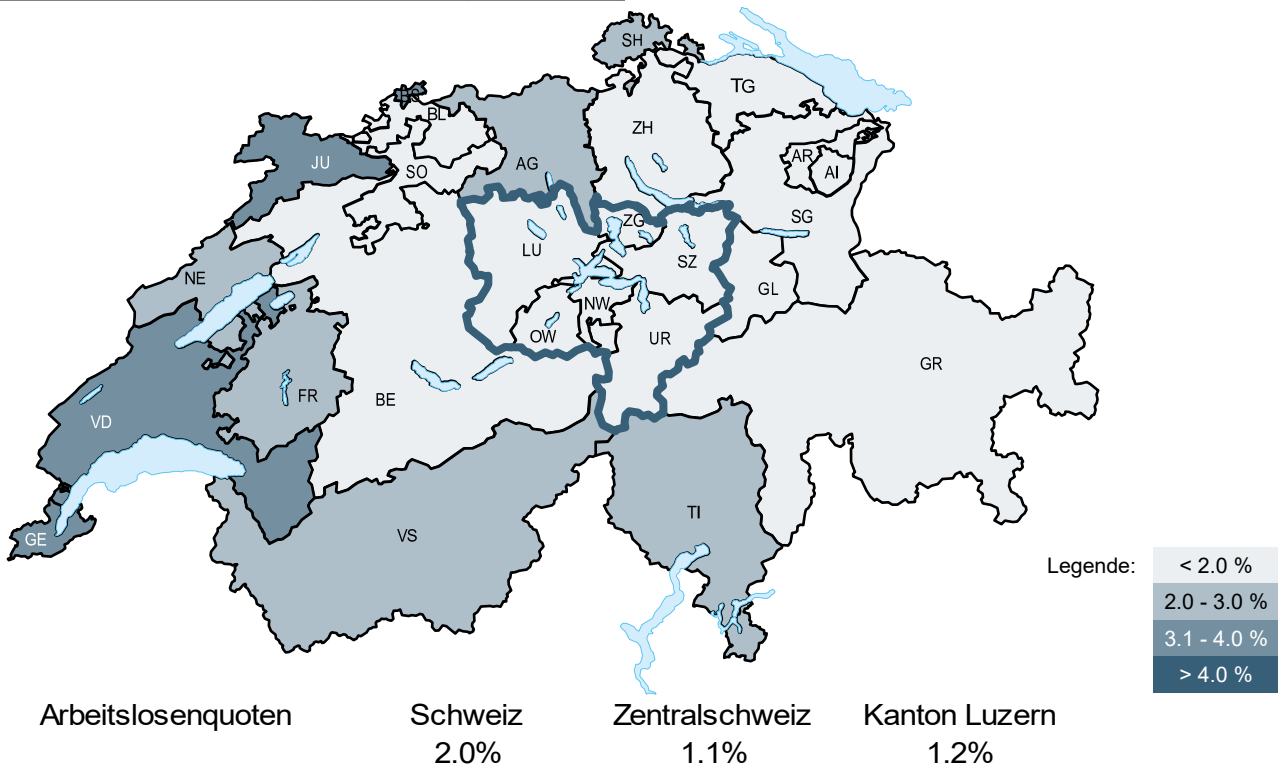 SH
TG
BS
BL
ZH
JU
SO
AG
AR
AI
ZG
SG
LU
SZ
NE
GL
NW
OW
UR
GR
FR
BE
VD
TI
VS
GE
Legende:
< 2.0 %
2.0 - 3.0 %
3.1 - 4.0 %
> 4.0 %
Arbeitslosenquoten Schweiz Zentralschweiz Kanton Luzern
2.0% 1.1% 1.2%